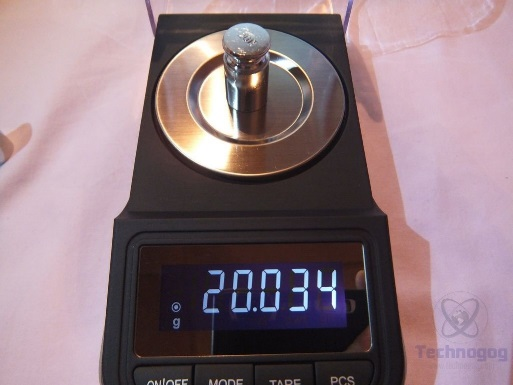 20.034
g
ON/OFF MODE TARE PCS
Technogog